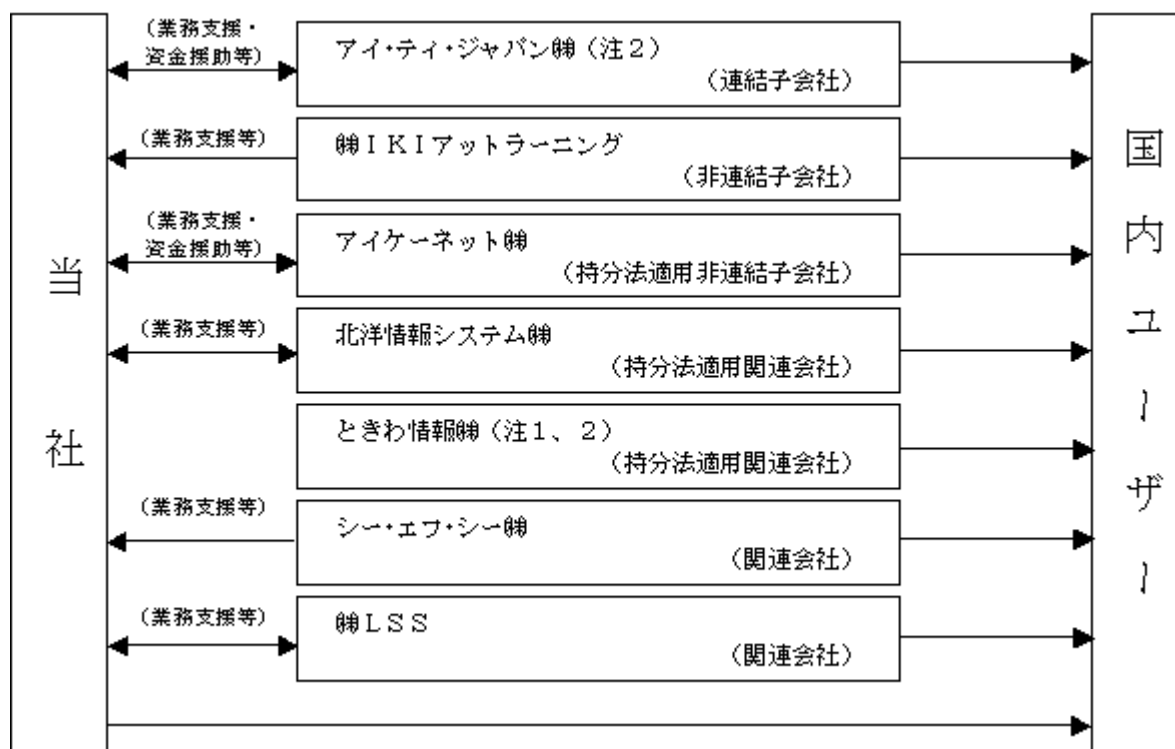 当社
(業務支援・
資金援助等)
アイ・ティ・ジャパン㈱(注2)
(連結子会社)
(業務支援等)
㈱IKIアットラーニング
(非連結子会社)
(業務支援・
資金援助等)
アイケーネット㈱
(持分法適用非連結子会社)
(業務支援等)
北洋情報システム㈱
(持分法適用関連会社)
ときわ情報㈱(注1、2)
(持分法適用関連会社)
(業務支援等)
シー・エフ・シー㈱
(関連会社)
(業務支援等)
㈱LSS
(関連会社)
国内ユーザー